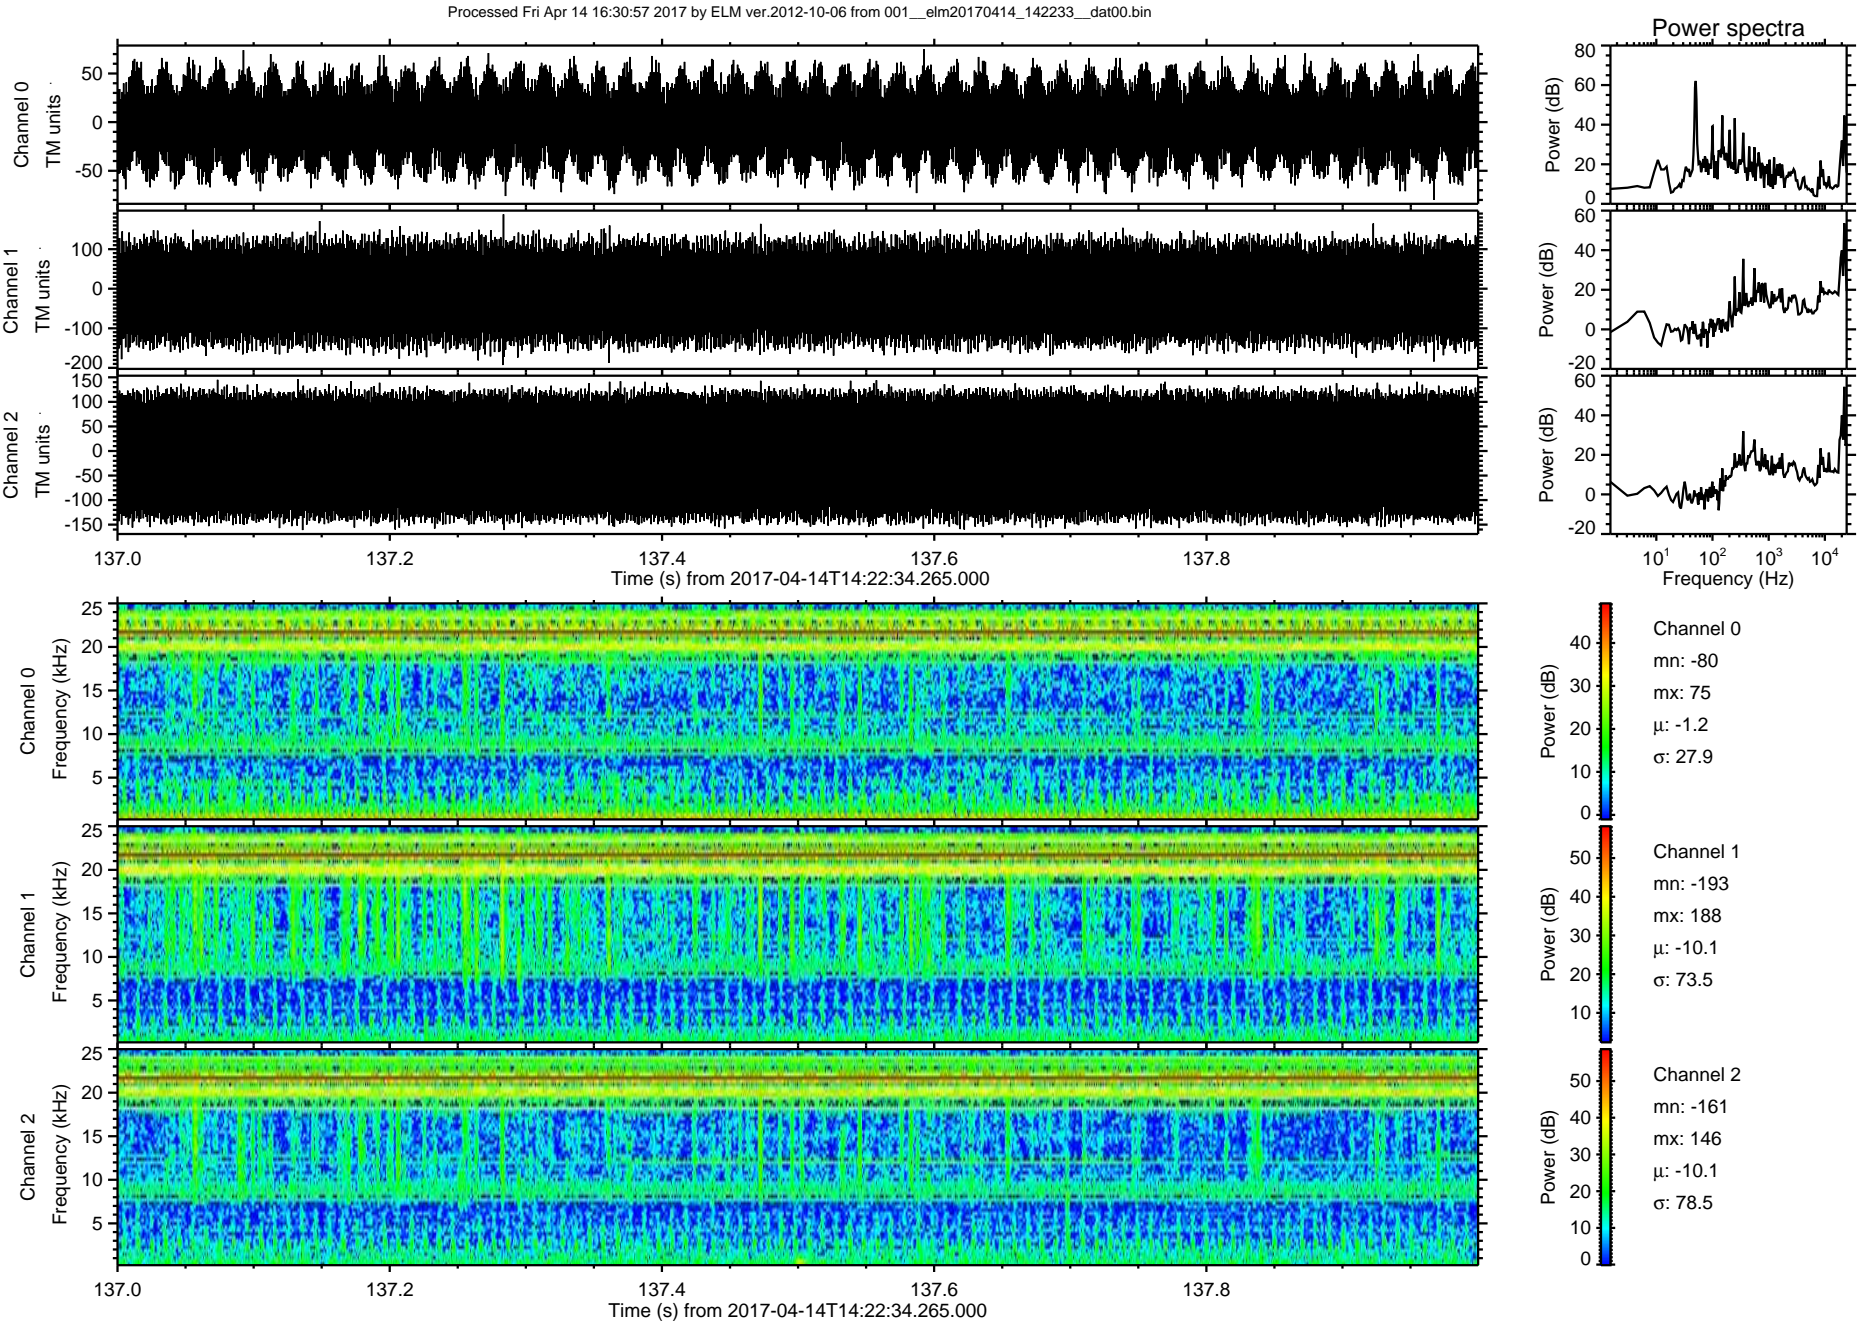 Processed Fri Apr 14 16:30:57 2017 by ELM ver.2012-10-06 from 001__elm20170414_142233__dat00.bin
Power spectra
Channel 0
TM units
50
0
-50
Power (dB)
80
60
40
20
0
Channel 1
TM units
100
0
-100
-200
Power (dB)
60
40
20
0
-20
Channel 2
TM units
150
100
50
0
-50
-100
-150
Power (dB)
60
40
20
0
-20
137.0 137.2 137.4 137.6 137.8
Time (s) from 2017-04-14T14:22:34.265.000
10^1 10^2 10^3 10^4
Frequency (Hz)
Channel 0
Frequency (kHz)
25
20
15
10
5
Power (dB)
40
30
20
10
0
Channel 0
mn: -80
mx: 75
μ: -1.2
σ: 27.9
Channel 1
Frequency (kHz)
25
20
15
10
5
Power (dB)
50
40
30
20
10
Channel 1
mn: -193
mx: 188
μ: -10.1
σ: 73.5
Channel 2
Frequency (kHz)
25
20
15
10
5
Power (dB)
50
40
30
20
10
0
Channel 2
mn: -161
mx: 146
μ: -10.1
σ: 78.5
137.0 137.2 137.4 137.6 137.8
Time (s) from 2017-04-14T14:22:34.265.000